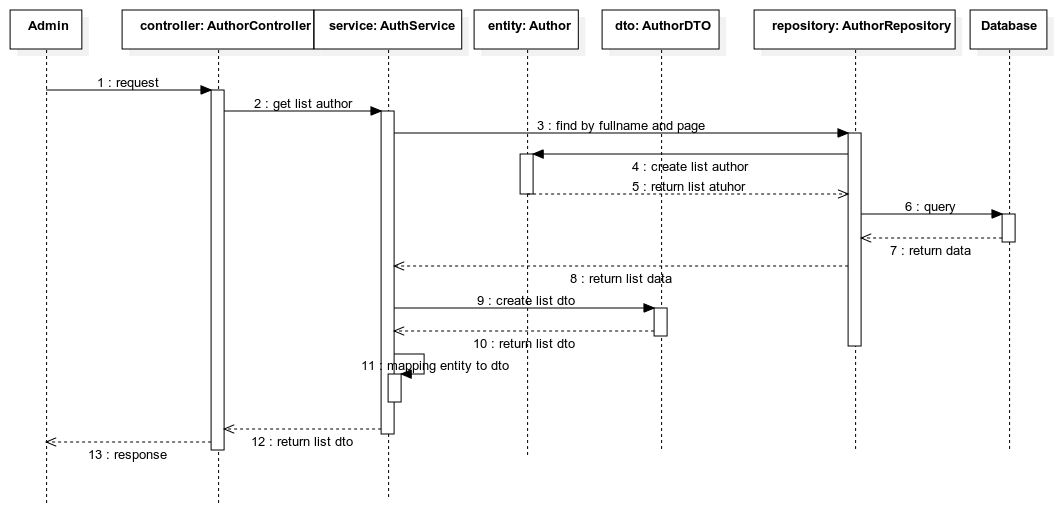 Admin
controller: AuthorController
service: AuthService
entity: Author
dto: AuthorDTO
repository: AuthorRepository
Database
1 : request
2 : get list author
3 : find by fullname and page
4 : create list author
5 : return list atuhor
6 : query
7 : return data
8 : return list data
9 : create list dto
10 : return list dto
11 : mapping entity to dto
12 : return list dto
13 : response